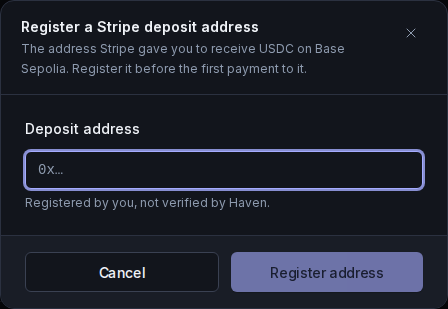 Register a Stripe deposit address
The address Stripe gave you to receive USDC on Base
Sepolia. Register it before the first payment to it.
Deposit address
0x…
Registered by you, not verified by Haven.
Cancel
Register address